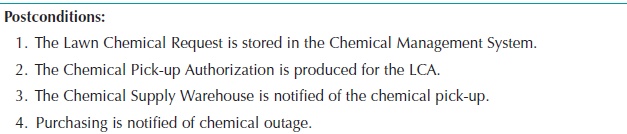 Postconditions:
1. The Lawn Chemical Request is stored in the Chemical Management System.
2. The Chemical Pick-up Authorization is produced for the LCA.
3. The Chemical Supply Warehouse is notified of the chemical pick-up.
4. Purchasing is notified of chemical outage.